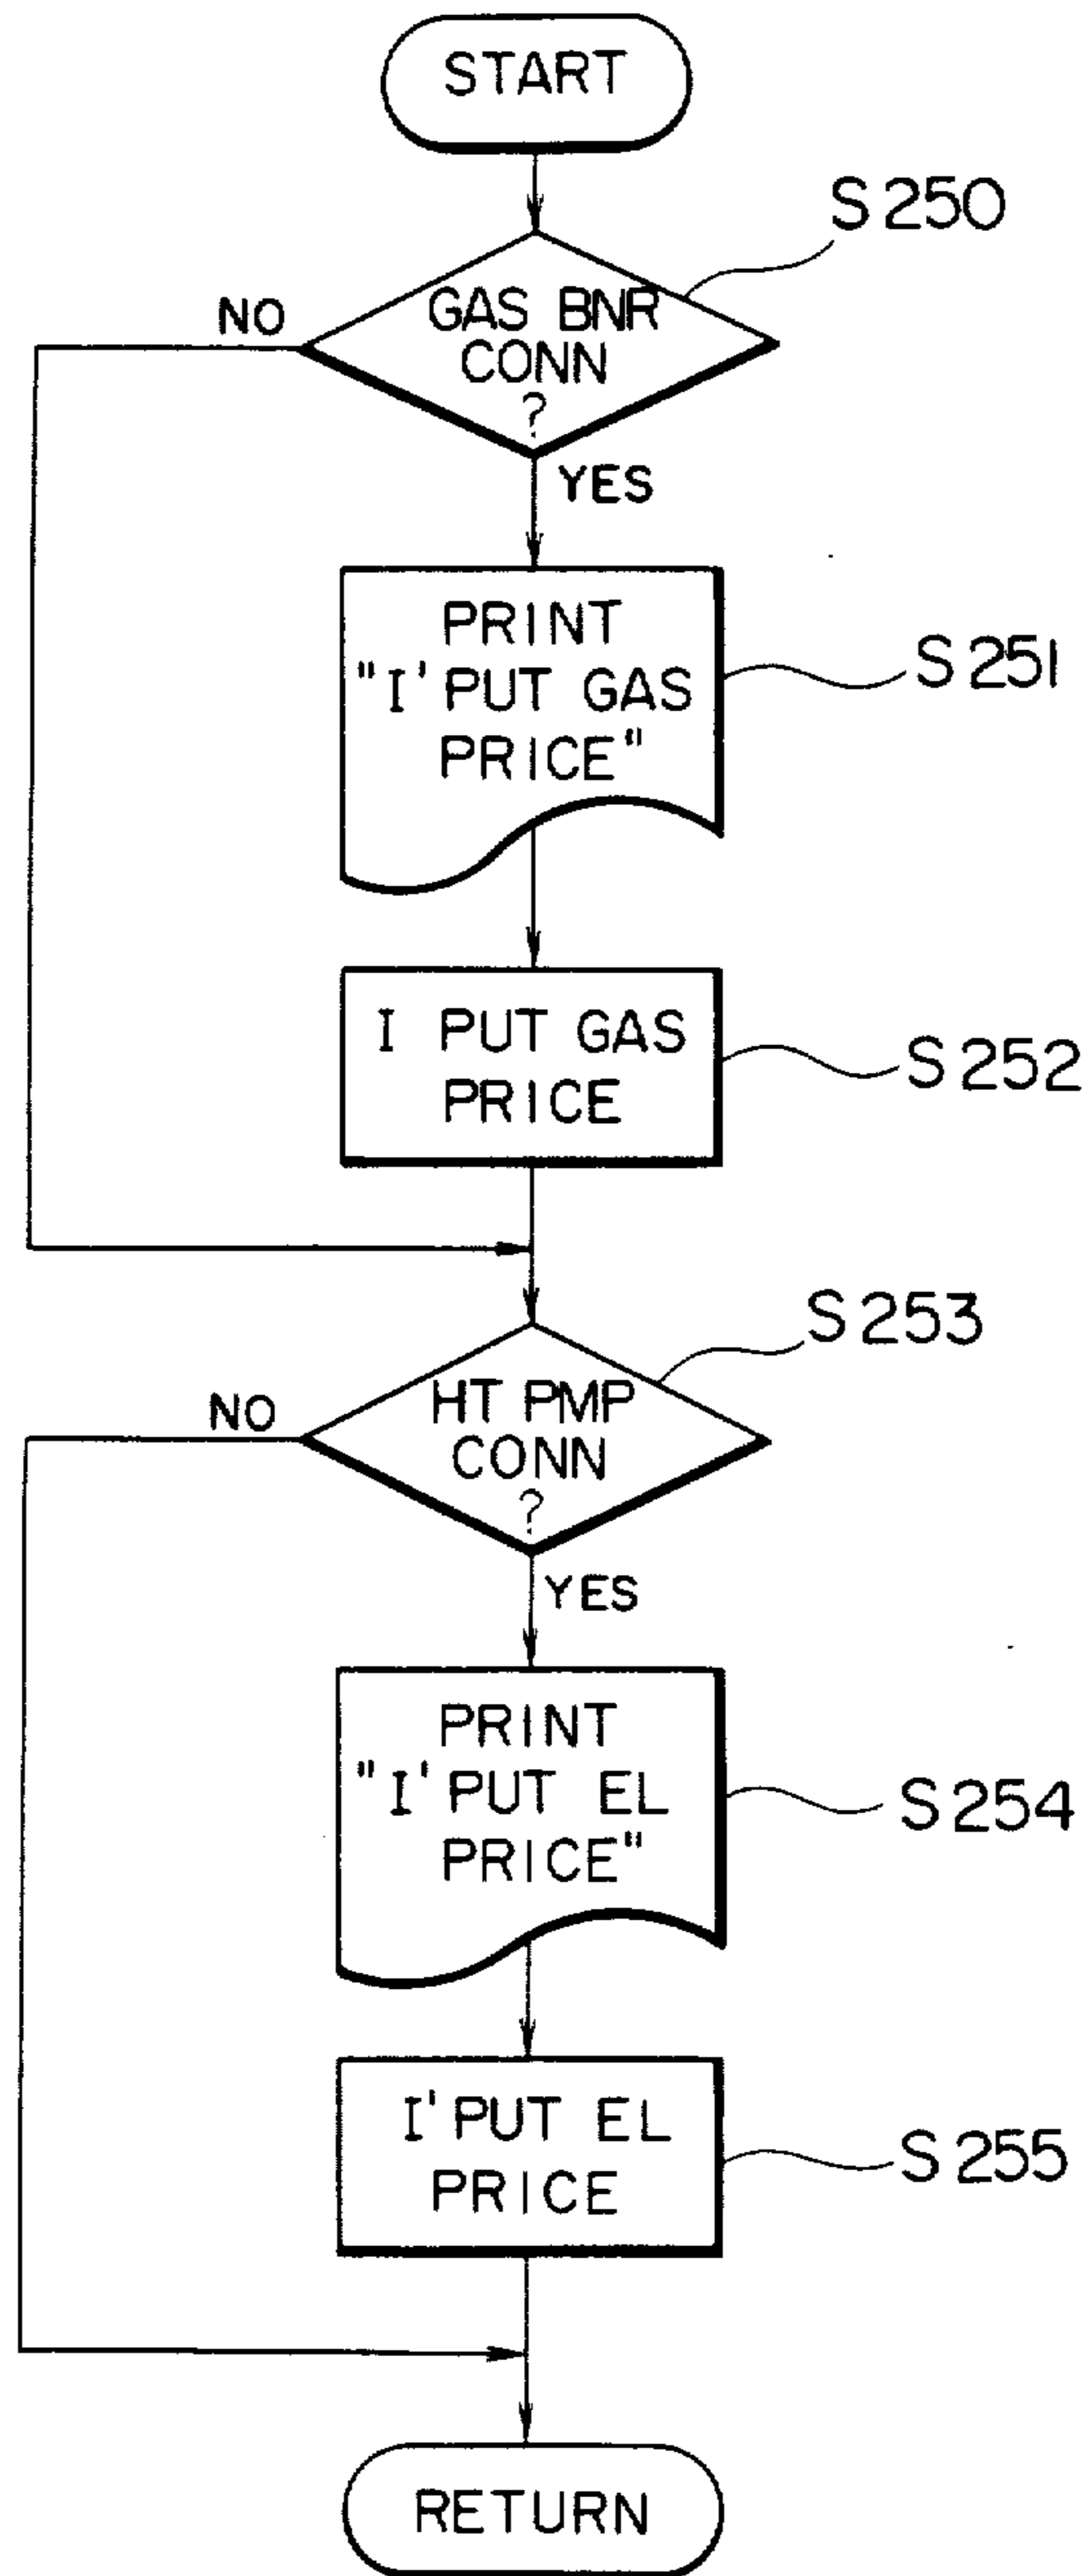 START
S250
NO
GAS BNR
CONN
?
YES
PRINT
"I'PUT GAS
PRICE"
S251
I PUT GAS
PRICE
S252
S253
NO
HT PMP
CONN
?
YES
PRINT
"I'PUT EL
PRICE"
S254
I'PUT EL
PRICE
S255
RETURN